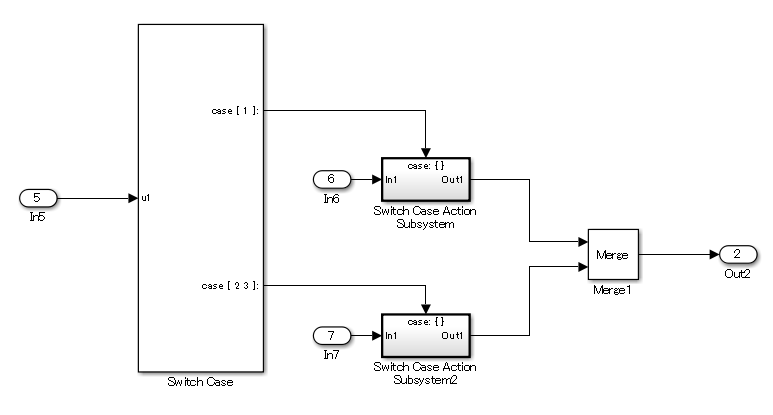 case [ 1 ]:
case: { }
5
u1
6
In1
Out1
In5
In6
Switch Case Action
Subsystem
Merge
2
Out2
case [ 2 3 ]:
Merge1
case: { }
7
In1
Out1
In7
Switch Case Action
Subsystem2
Switch Case